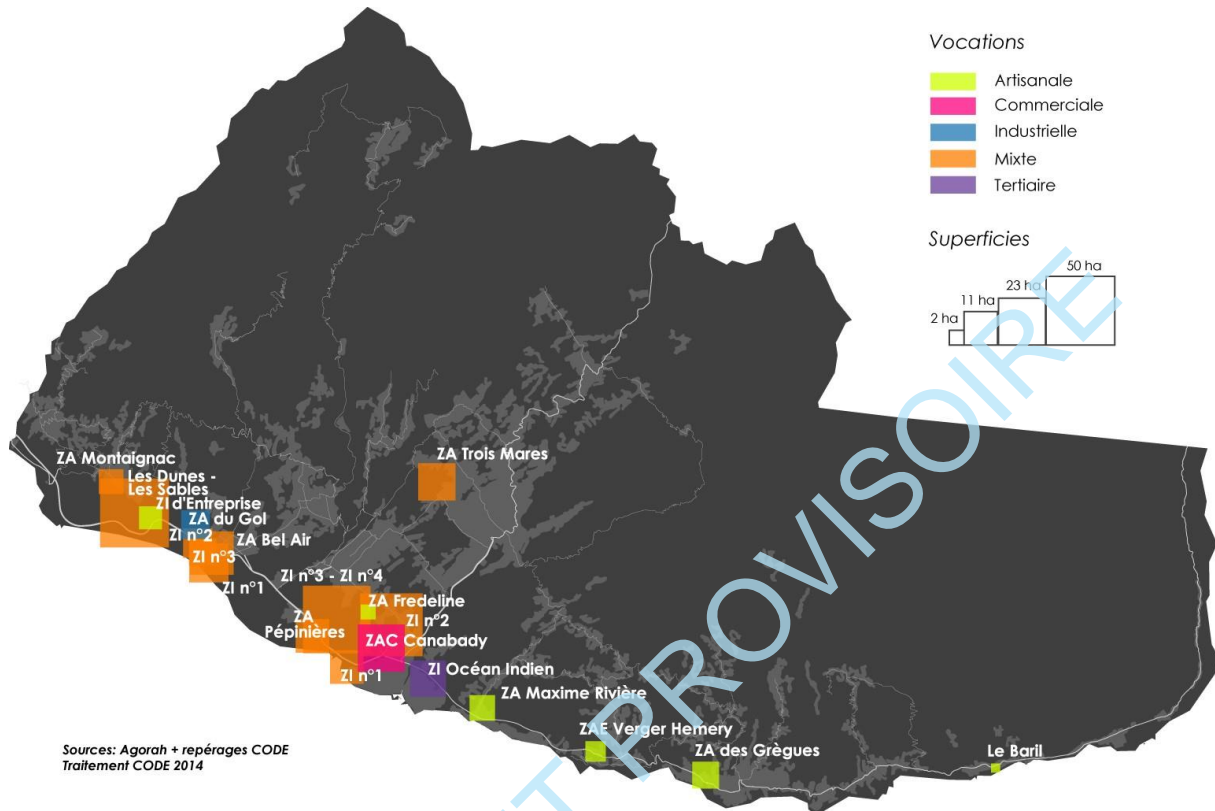 Vocations
Artisanale
Commerciale
Industrielle
Mixte
Tertiaire
Superficies
2 ha
11 ha
23 ha
50 ha
ZA Montaignac
Les Dunes -
Les Sables
ZI d'Entreprise
ZA du Gol
ZI n°2
ZA Bel Air
ZI n°3
ZI n°1
ZA Trois Mares
ZI n°3 - ZI n°4
ZA Fredeline
ZA
Pépinières
ZI n°2
ZAC Canabady
ZI n°1
ZI Océan Indien
ZA Maxime Rivière
ZAE Verger Hemery
ZA des Grègues
Le Baril
Sources: Agorah + repérages CODE
Traitement CODE 2014
PROVISOIRE